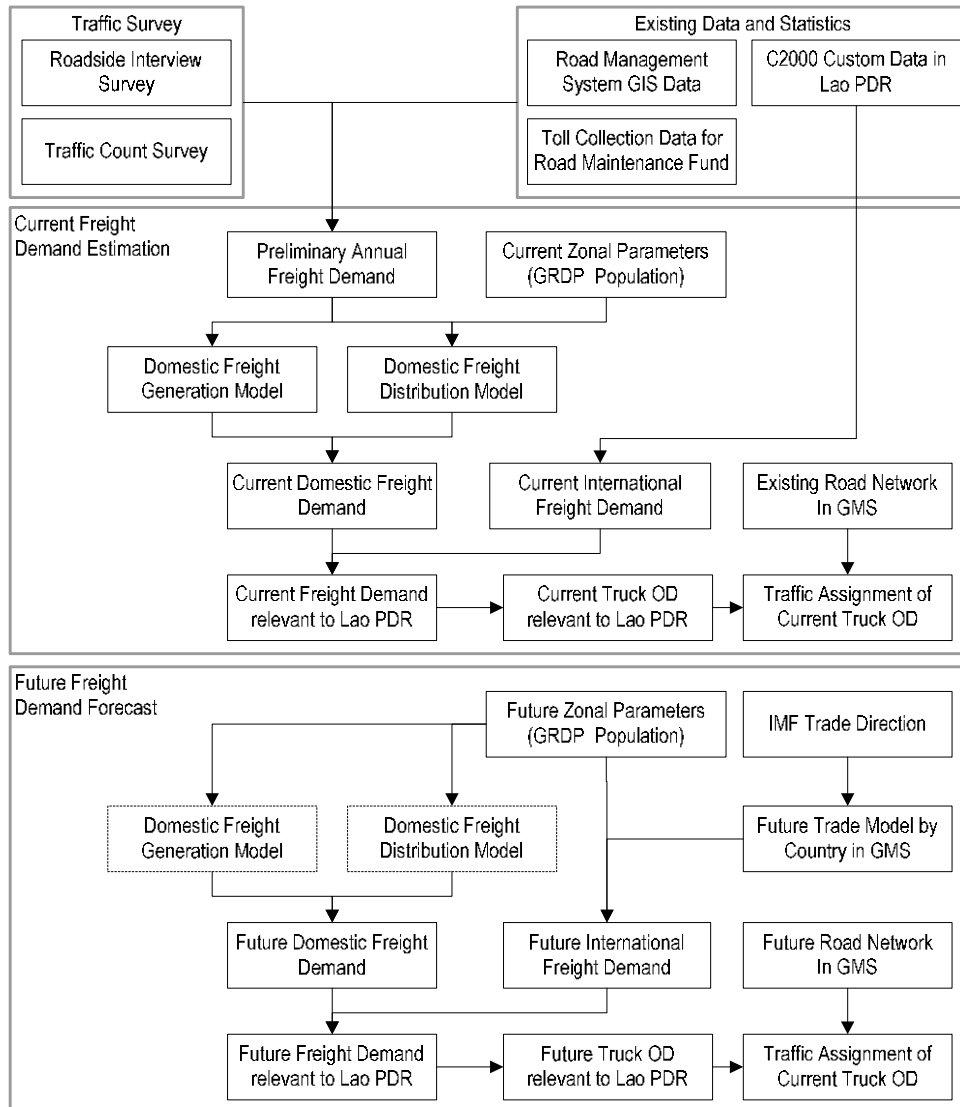 Traffic Survey
Roadside Interview
Survey
Traffic Count Survey
Existing Data and Statistics
Road Management
System GIS Data
C2000 Custom Data in
Lao PDR
Toll Collection Data for
Road Maintenance Fund
Current Freight
Demand Estimation
Preliminary Annual
Freight Demand
Current Zonal Parameters
(GRDP Population)
Domestic Freight
Generation Model
Domestic Freight
Distribution Model
Current Domestic Freight
Demand
Current International
Freight Demand
Existing Road Network
In GMS
Current Freight Demand
relevant to Lao PDR
Current Truck OD
relevant to Lao PDR
Traffic Assignment of
Current Truck OD
Future Freight
Demand Forecast
Future Zonal Parameters
(GRDP Population)
IMF Trade Direction
Domestic Freight
Generation Model
Domestic Freight
Distribution Model
Future Trade Model by
Country in GMS
Future Domestic Freight
Demand
Future International
Freight Demand
Future Road Network
In GMS
Future Freight Demand
relevant to Lao PDR
Future Truck OD
relevant to Lao PDR
Traffic Assignment of
Current Truck OD